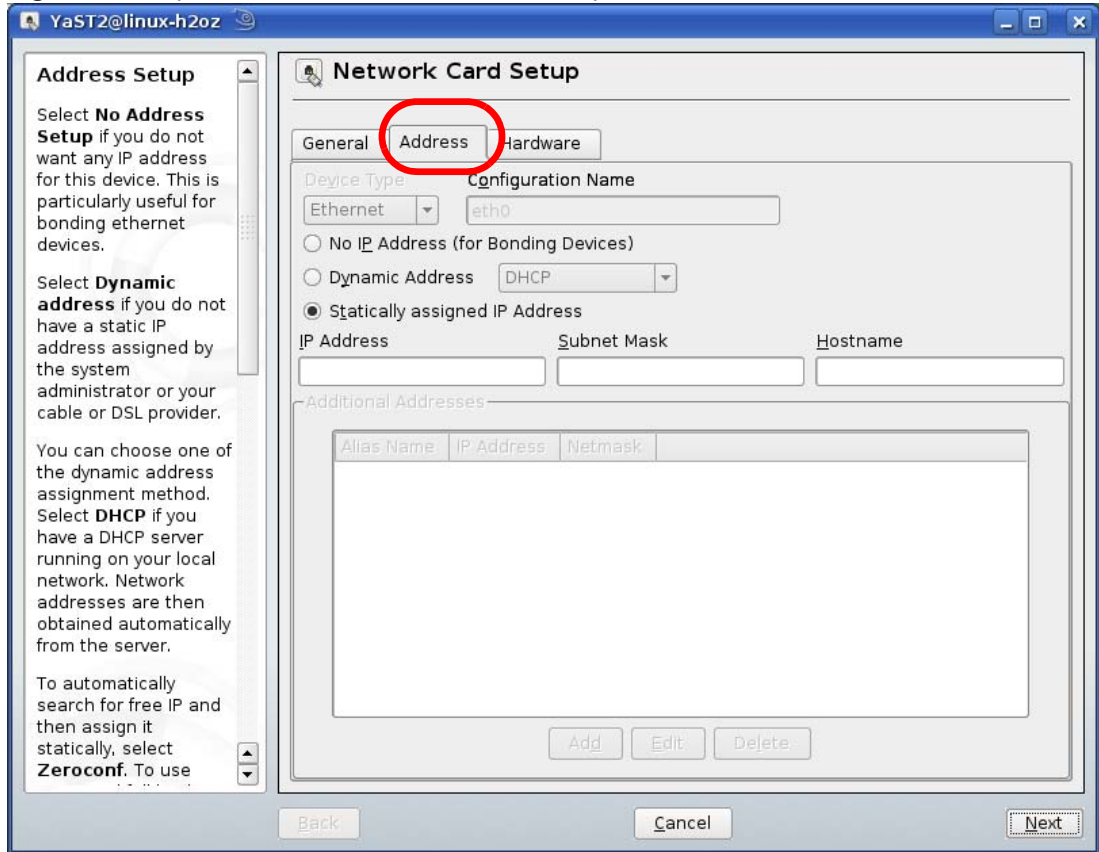 YaST2@linux-h2oz
Address Setup
Select No Address
Setup if you do not
want any IP address
for this device. This is
particularly useful for
bonding ethernet
devices.
Select Dynamic
address if you do not
have a static IP
address assigned by
the system
administrator or your
cable or DSL provider.
You can choose one of
the dynamic address
assignment method.
Select DHCP if you
have a DHCP server
running on your local
network. Network
addresses are then
obtained automatically
from the server.
To automatically
search for free IP and
then assign it
statically, select
Zeroconf. To use
Network Card Setup
General Address Hardware
Device Type Configuration Name
Ethernet eth0
No IP Address (for Bonding Devices)
Dynamic Address DHCP
Statically assigned IP Address
IP Address Subnet Mask Hostname
Additional Addresses
Alias Name IP Address Netmask
Add Edit Delete
Back Cancel Next